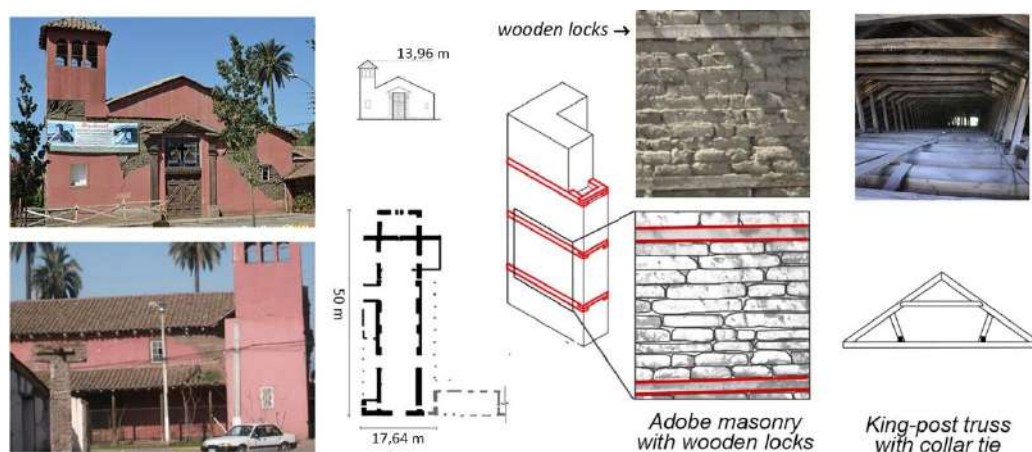 wooden locks →
13,96 m
50 m
17,64 m
Adobe masonry
with wooden locks
King-post truss
with collar tie